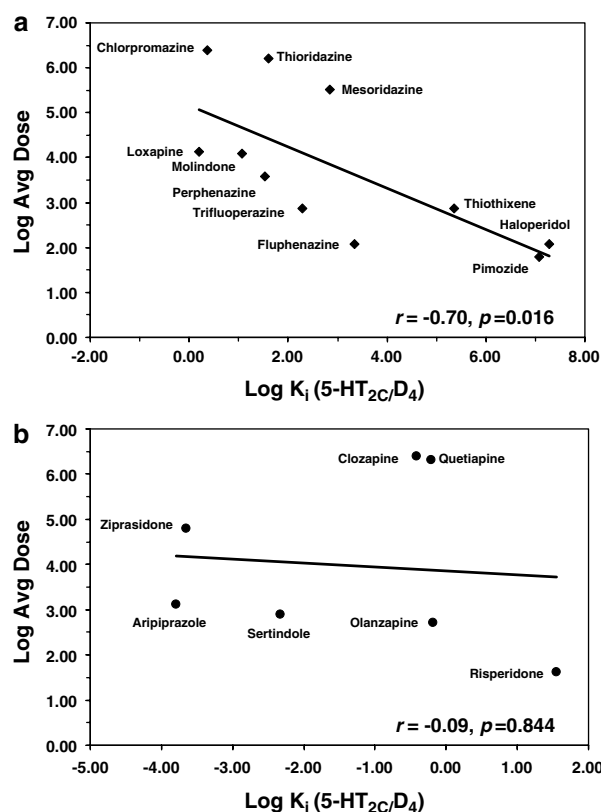 a
7.00
Chlorpromazine
Thioridazine
6.00
Mesoridazine
5.00
Loxapine
4.00
Molindone
Perphenazine
Thiothixene
3.00
Trifluoperazine
Haloperidol
2.00
Fluphenazine
Pimozide
1.00
r = -0.70, p=0.016
0.00
-2.00 0.00 2.00 4.00 6.00 8.00
Log Avg Dose
Log Ki (5-HT2C/D4)
b
7.00
Clozapine Quetiapine
6.00
Ziprasidone
5.00
4.00
3.00
Aripiprazole
Sertindole
Olanzapine
2.00
Risperidone
1.00
r = -0.09, p=0.844
0.00
-5.00 -4.00 -3.00 -2.00 -1.00 0.00 1.00 2.00
Log Avg Dose
Log Ki (5-HT2C/D4)